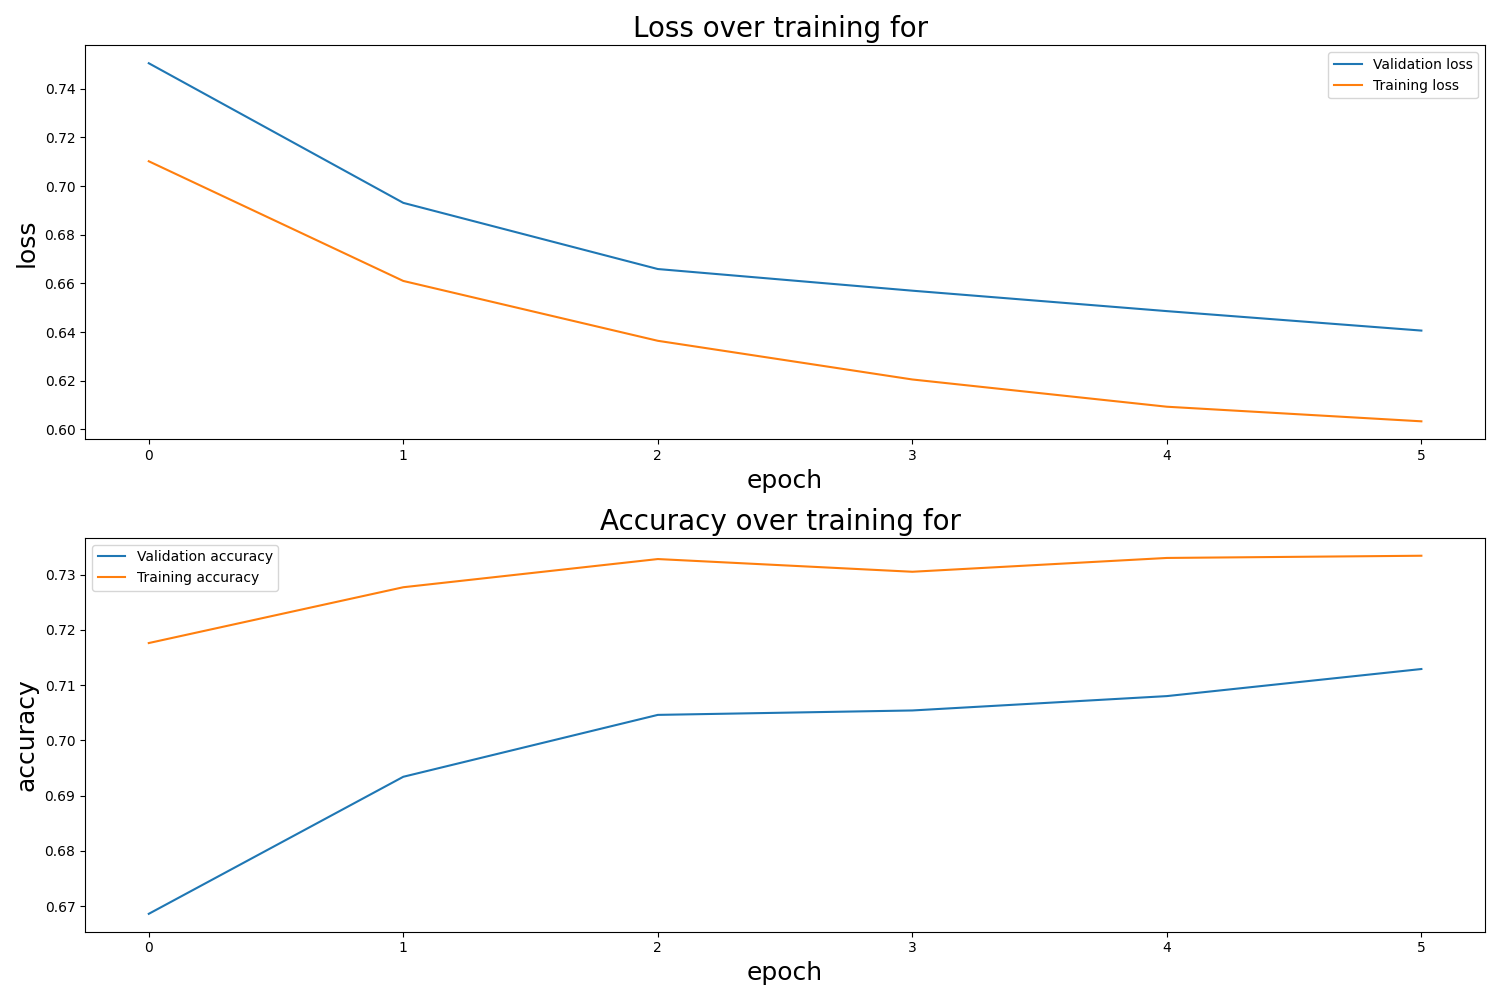 Loss over training for
Validation loss
Training loss
0.74
0.72
0.70
0.68
0.66
0.64
0.62
0.60
loss
0 1 2 3 4 5
epoch
Accuracy over training for
Validation accuracy
Training accuracy
0.73
0.72
0.71
0.70
0.69
0.68
0.67
accuracy
0 1 2 3 4 5
epoch